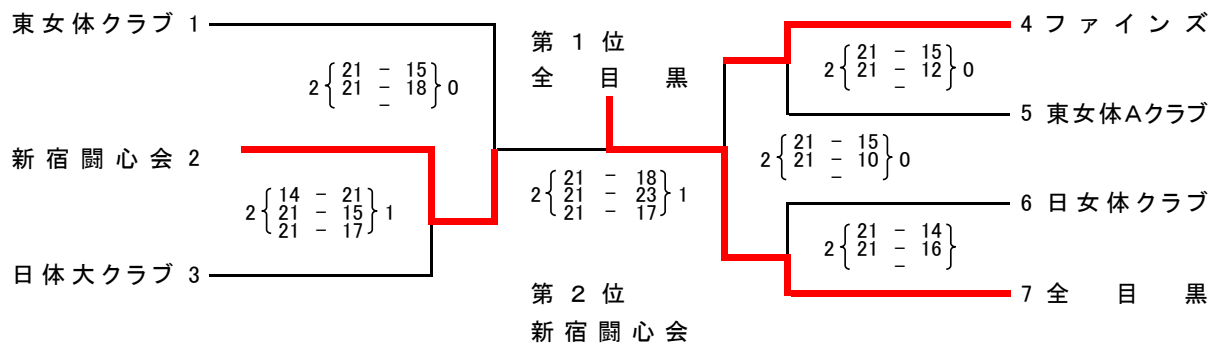 東女体クラブ 1
2 { 21 － 15 } 0
21 － 18
－
新宿闘心会 2
2 { 14 － 21 } 1
21 － 15
21 － 17
日体大クラブ 3
第 1 位
全 目 黒
2 { 21 － 18 } 1
21 － 23
21 － 17
第 2 位
新宿闘心会
4 ファインズ
2 { 21 － 15 } 0
21 － 12
－
5 東女体Aクラブ
2 { 21 － 15 } 0
21 － 10
－
6 日女体クラブ
2 { 21 － 14 }
21 － 16
－
7 全 目 黒